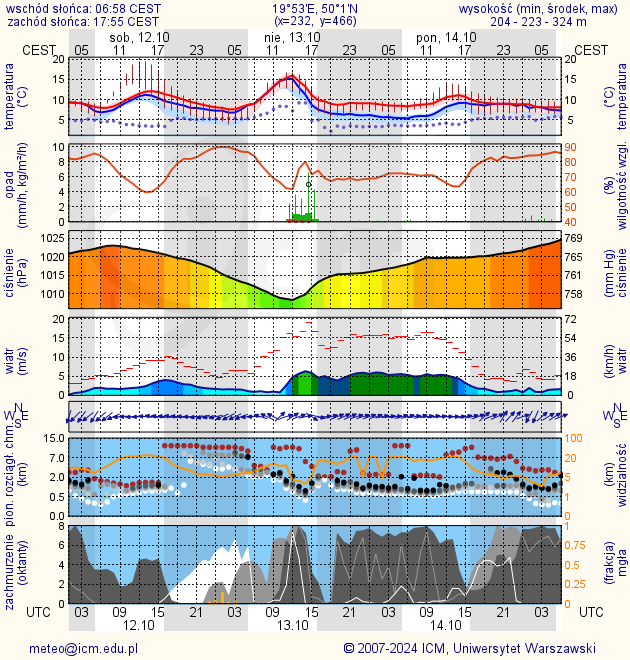 wschód słońca: 06:58 CEST
zachód słońca: 17:55 CEST
19°53'E, 50°1'N
(x=232, y=466)
wysokość (min, środek, max)
204 - 223 - 324 m
sob, 12.10 nie, 13.10 pon, 14.10
CEST 05 11 17 23 05 11 17 23 05 11 17 23 05 CEST
temperatura
(°C)
20
15
10
5
20
15
10
5
temperatura
(°C)
opad
(mm/h, kg/m²/h)
10
8
6
4
2
0
90
80
70
60
50
40
(%)
wilgotność wzgl.
ciśnienie
(hPa)
1025
1020
1015
1010
769
765
761
758
(mm Hg)
ciśnienie
wiatr
(m/s)
20
15
10
5
0
72
54
36
18
0
(km/h)
wiatr
N
W E
S
N
W E
S
pion. rozciągł. chm.
(km)
15.0
7.0
2.0
0.5
0.0
100
20
5
1
0
(km)
widzialność
zachmurzenie
(oktanty)
8
6
4
2
0
1
0.75
0.5
0.25
0
(frakcja)
mgła
UTC 03 09 15 21 03 09 15 21 03 09 15 21 03 UTC
12.10 13.10 14.10
meteo@icm.edu.pl
© 2007-2024 ICM, Uniwersytet Warszawski